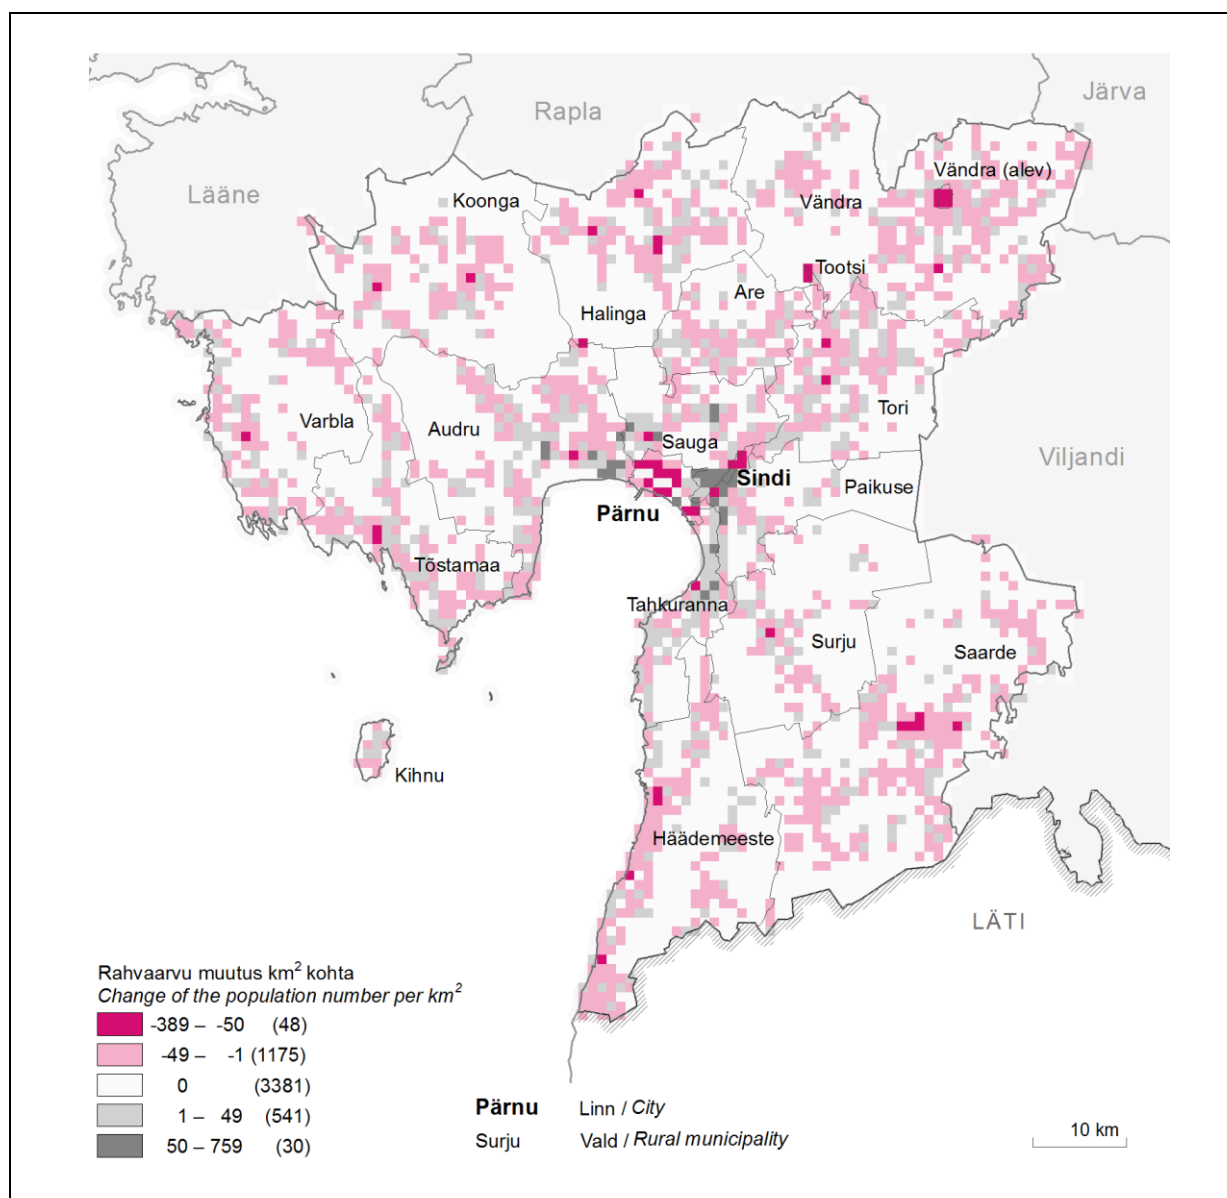 Järva
Rapla
Vändra (alev)
Lääne
Koonga
Vändra
Tootsi
Are
Halinga
Tori
Varbla
Audru
Sauga
Viljandi
Sindi
Paikuse
Pärnu
Tõstamaa
Tahkuranna
Surju
Saarde
Kihnu
Häädemeeste
LÄTI
Rahvaarvu muutus km² kohta
Change of the population number per km²
-389 – -50 (48)
-49 – -1 (1175)
0 (3381)
1 – 49 (541)
50 – 759 (30)
Pärnu Linn / City
Surju Vald / Rural municipality
10 km